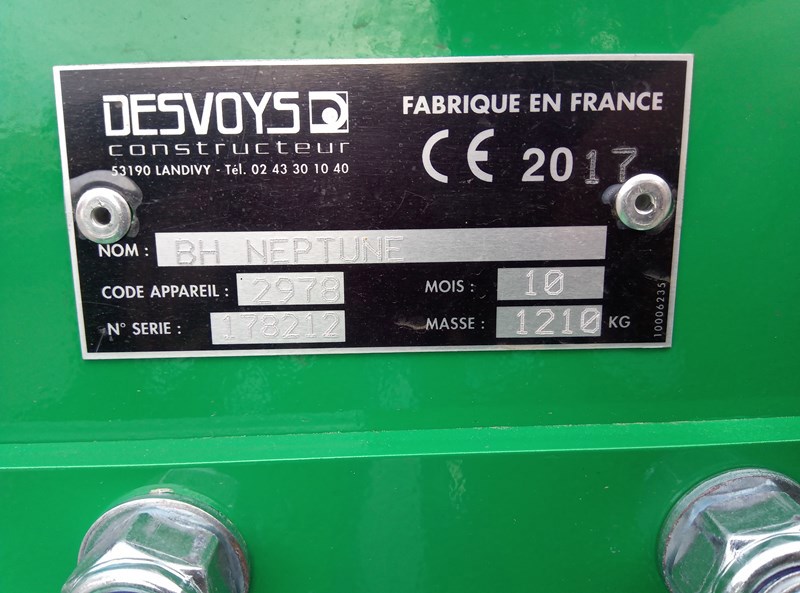 DESVOYS
constructeur
53190 LANDIVY - Tél. 02 43 30 10 40
FABRIQUE EN FRANCE
CE 2017
NOM : BH NEPTUNE
CODE APPAREIL : 2978
MOIS : 10
N° SERIE : 178212
MASSE : 1210 KG
10006235